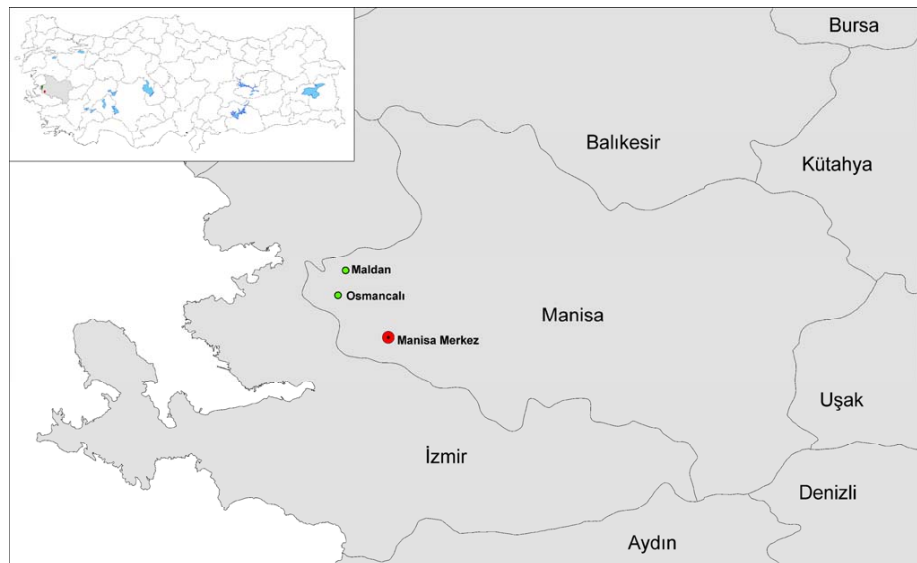 Bursa
Balıkesir
Kütahya
Maldan
Osmancalı
Manisa
Manisa Merkez
Uşak
İzmir
Denizli
Aydın